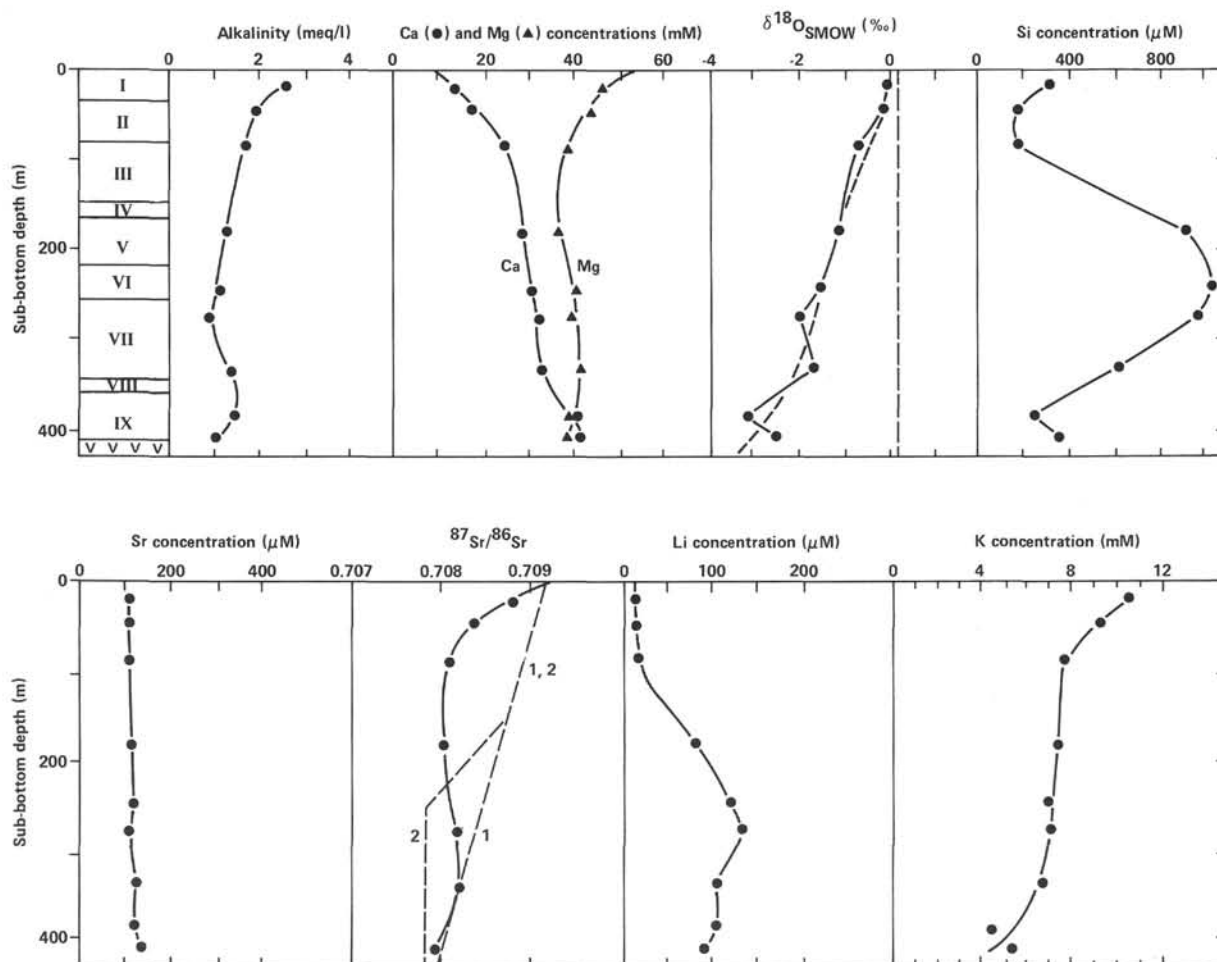 Alkalinity (meq/l) Ca (●) and Mg (▲) concentrations (mM) δ18OSMOW (‰) Si concentration (μM)
0 2 4 20 40 60 -4 -2 0 0 400 800
Sub-bottom depth (m)
0
200
400
I
II
III
IV
V
VI
VII
VIII
IX
V V V V
Ca Mg
Sr concentration (μM) 87Sr/86Sr Li concentration (μM) K concentration (mM)
0 200 400 0.707 0.708 0.709 0 100 200 0 4 8 12
Sub-bottom depth (m)
0
200
400
1, 2
2 1